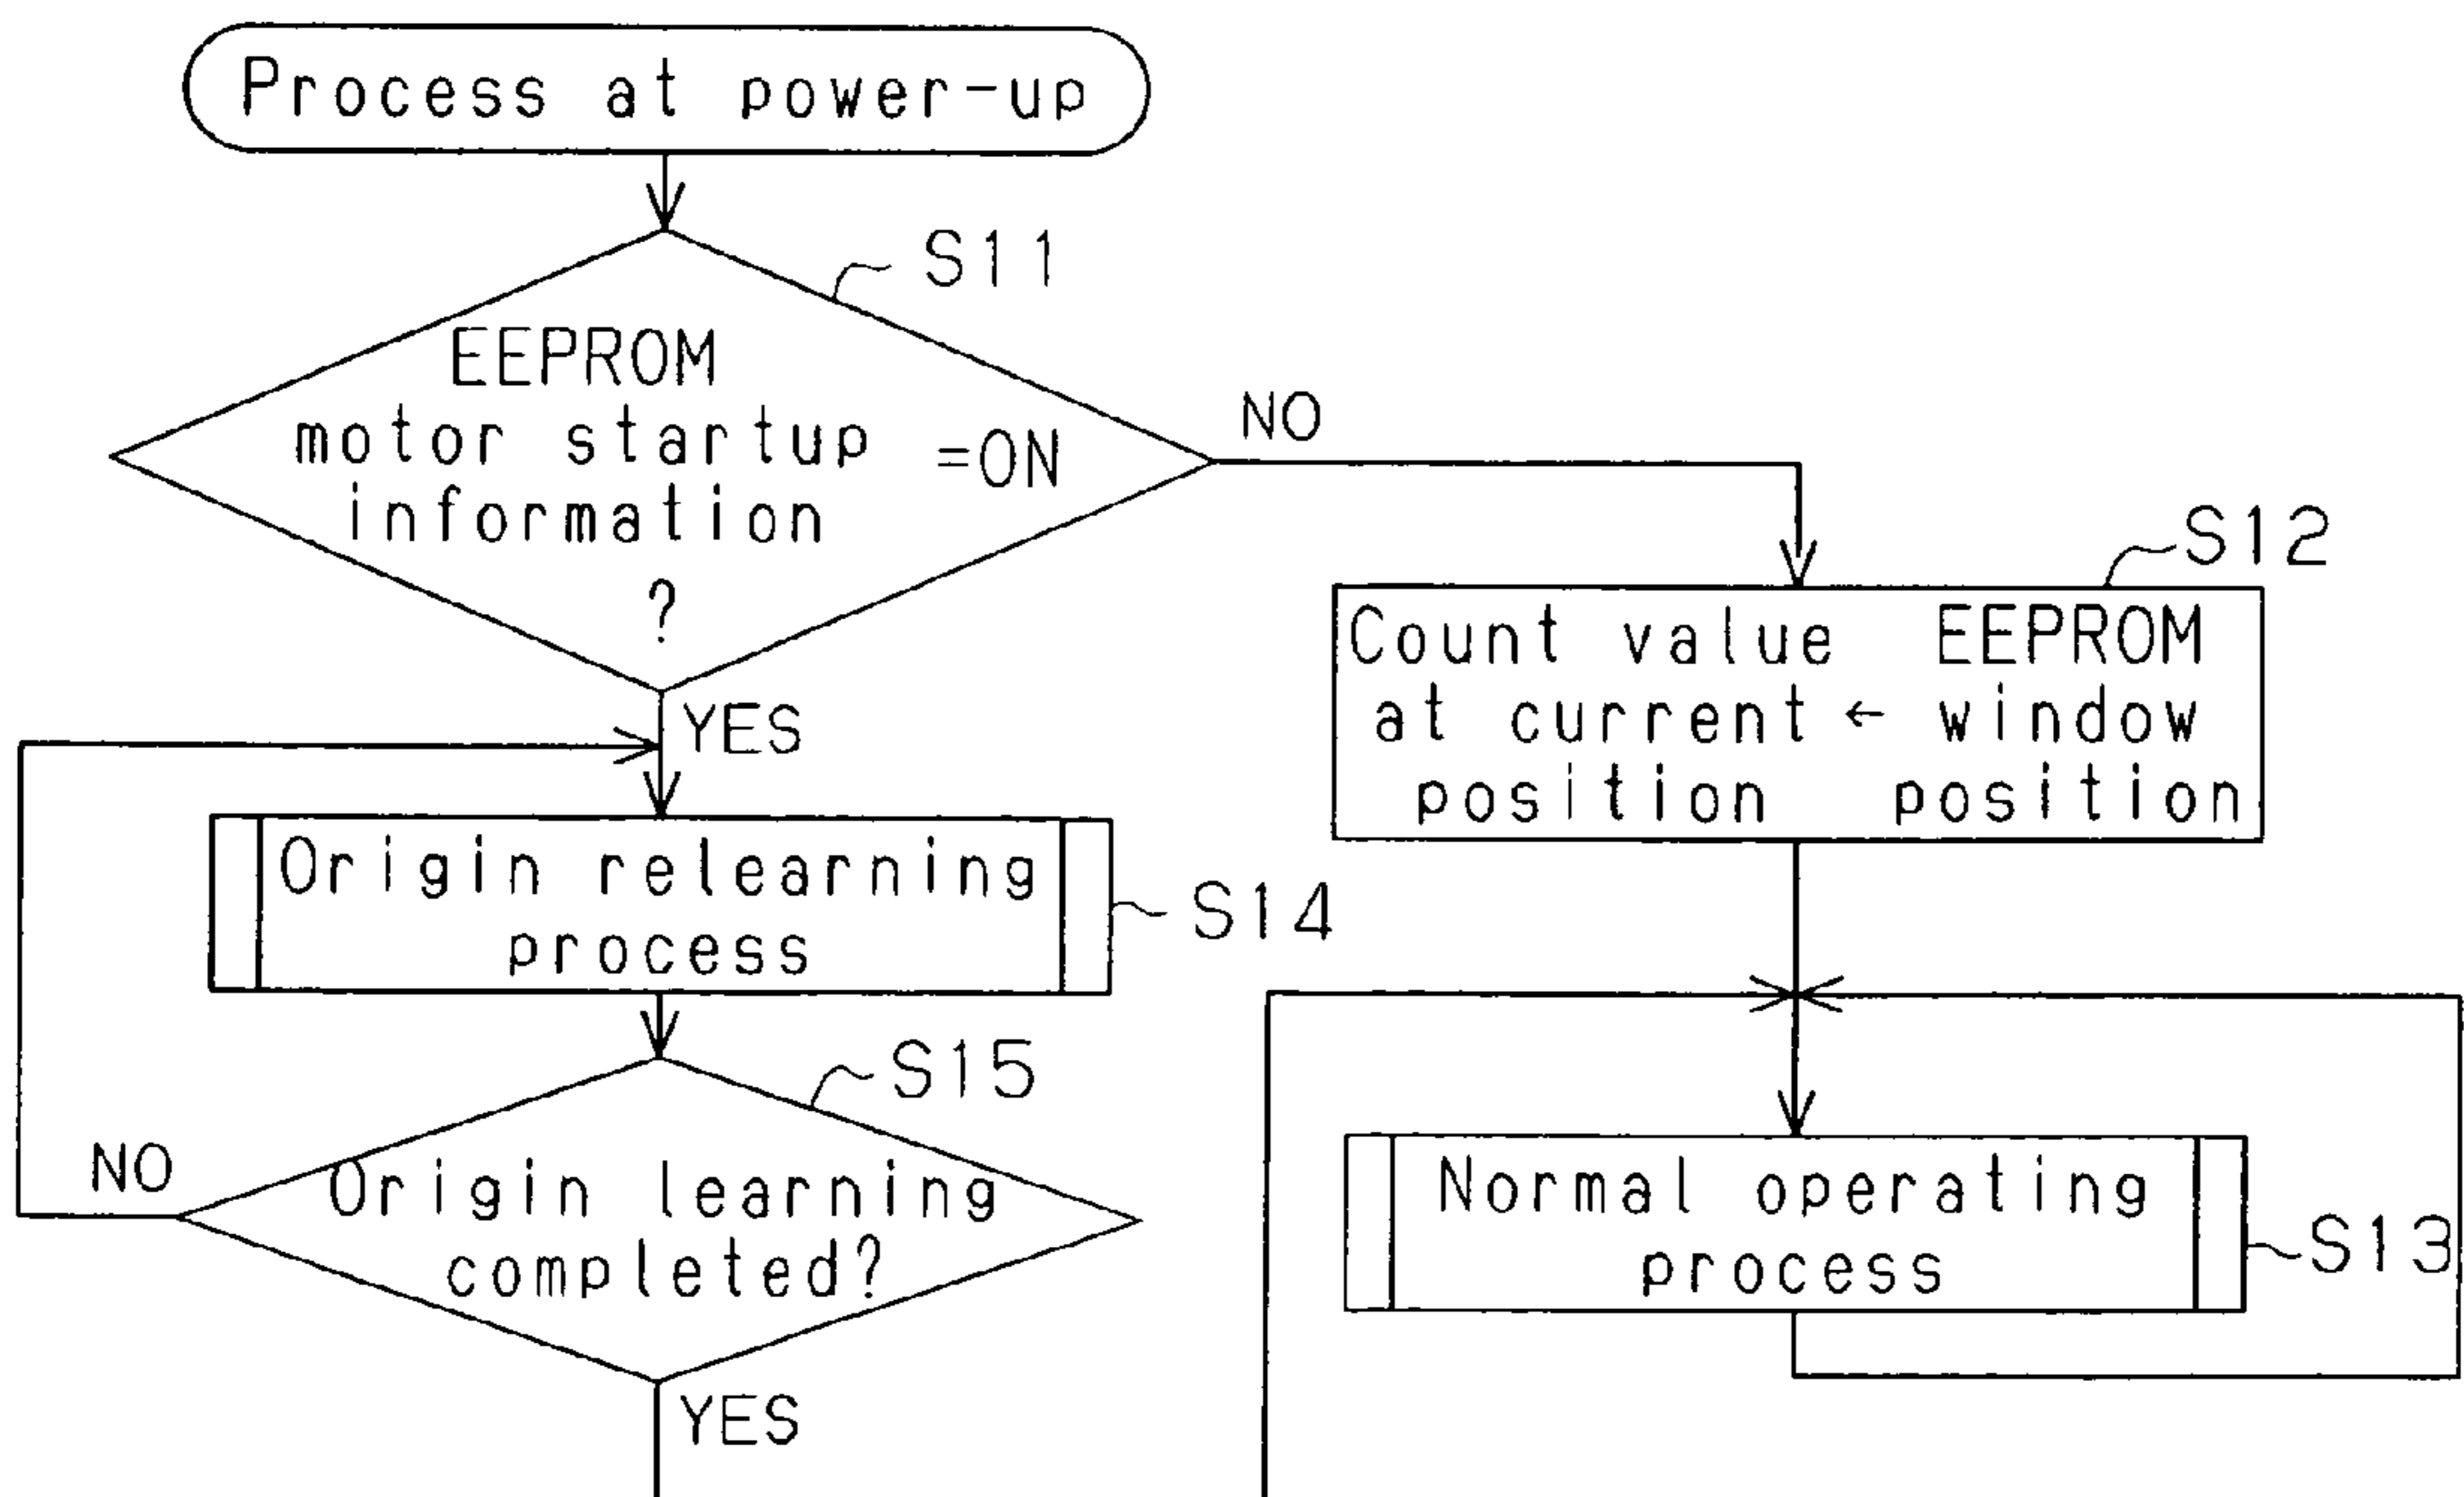 Process at power-up
S11
EEPROM
motor startup =ON
information
?
NO
YES
S12
Count value EEPROM
at current ← window
position position
Origin relearning
process
S14
S15
Origin learning
completed?
NO
YES
Normal operating
process
S13